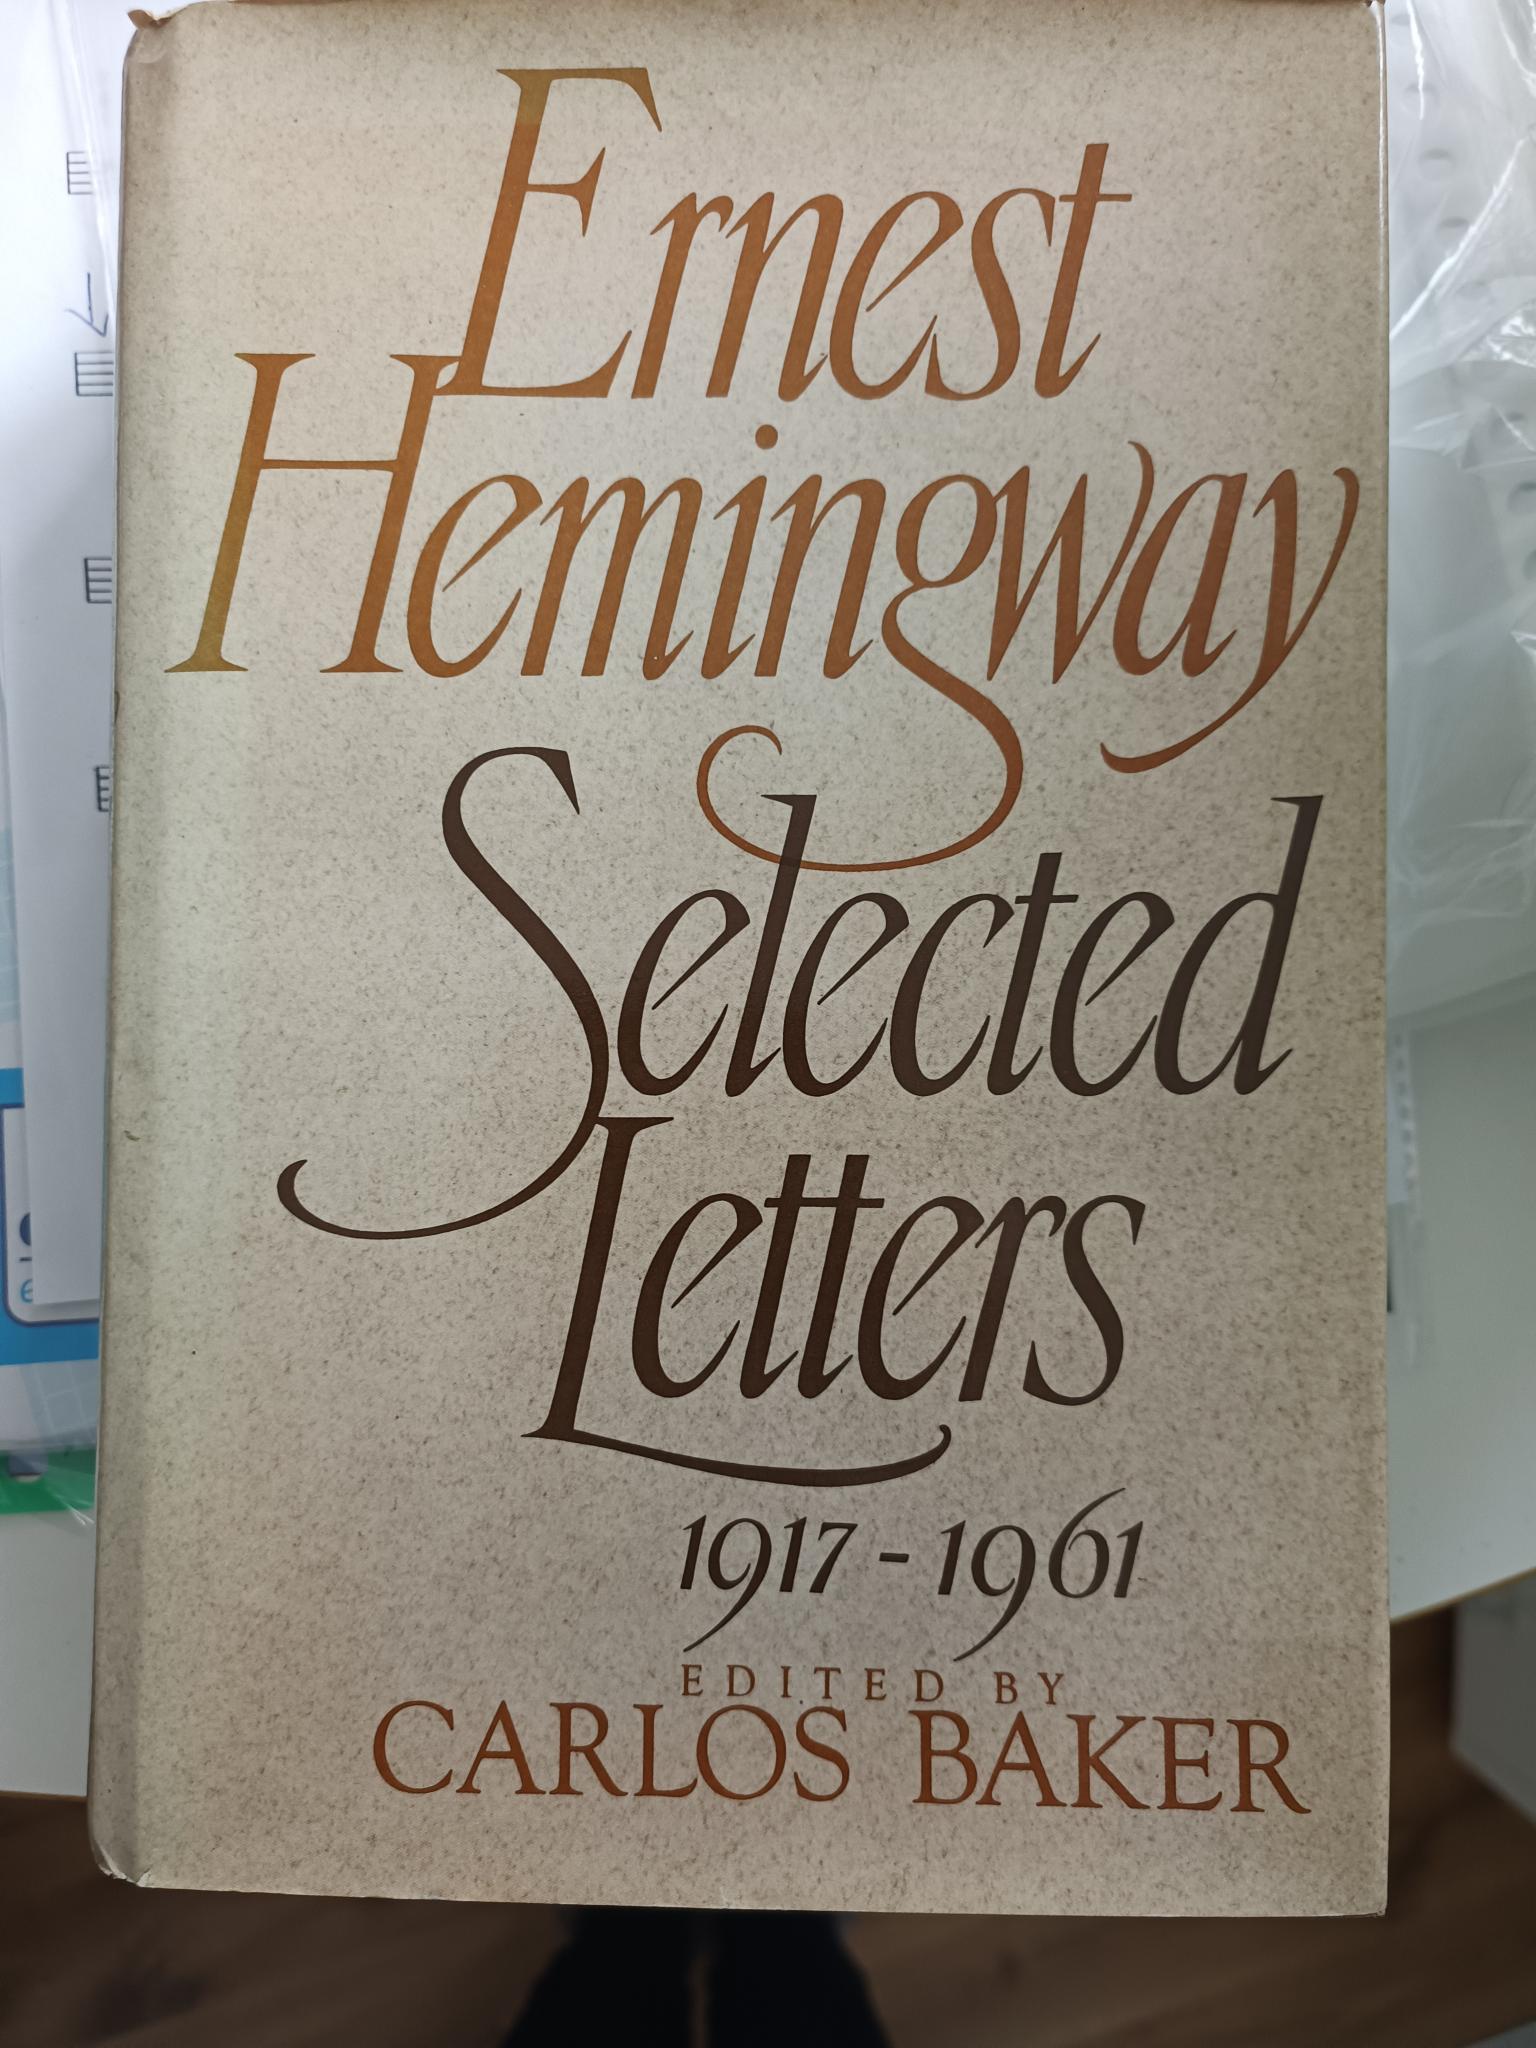 Ernest
Hemingway
Selected
Letters
1917-1961
EDITED BY
CARLOS BAKER